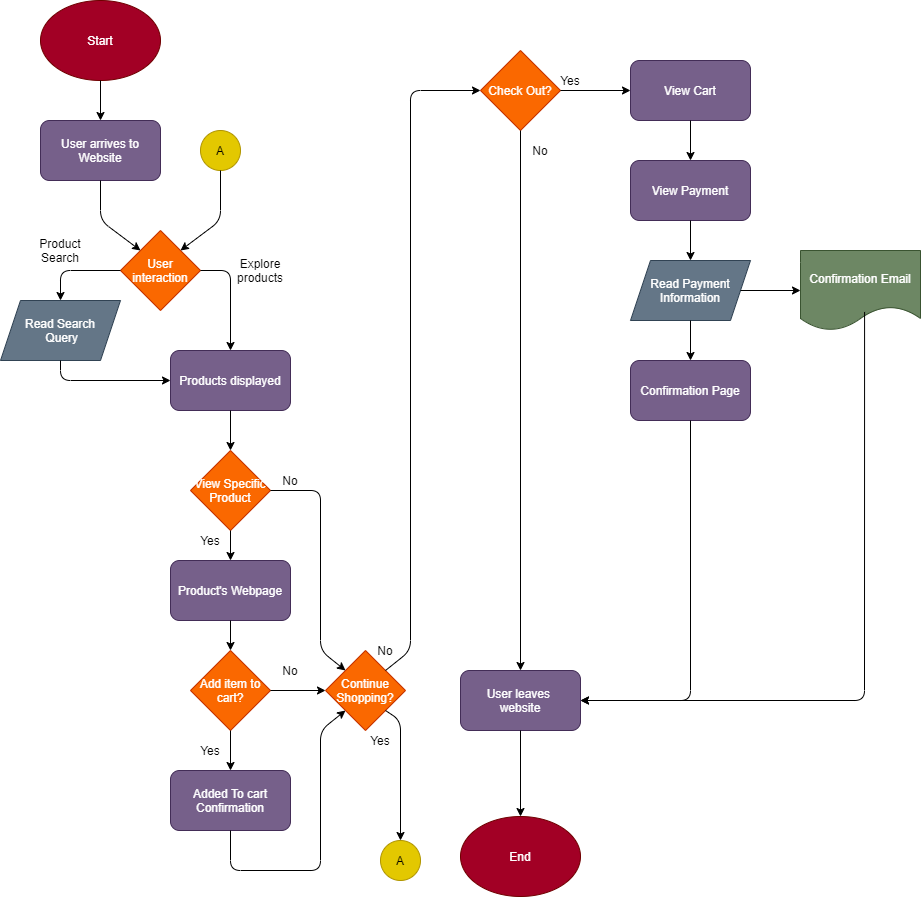 Start
User arrives to
Website
A
User
interaction
Product
Search
Explore
products
Read Search
Query
Products displayed
View Specific
Product
No
Yes
Product's Webpage
Add item to
cart?
No
Yes
Added To cart
Confirmation
Continue
Shopping?
No
Yes
A
Check Out?
Yes
No
View Cart
View Payment
Read Payment
Information
Confirmation Email
Confirmation Page
User leaves
website
End